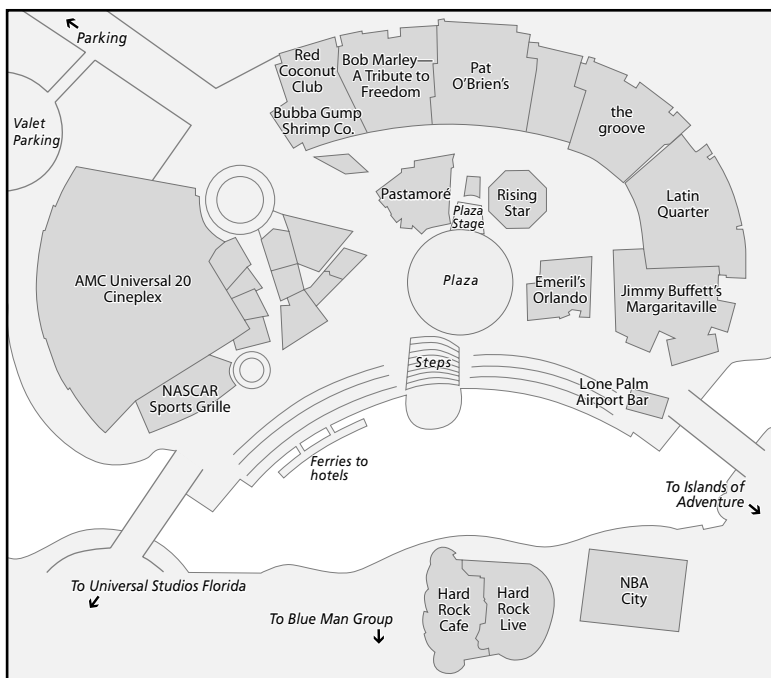 Parking
Valet
Parking
Red
Coconut
Club
Bubba Gump
Shrimp Co.
Bob Marley—
A Tribute to
Freedom
Pat
O’Brien’s
the
groove
Latin
Quarter
Pastamoré
Plaza
Stage
Rising
Star
AMC Universal 20
Cineplex
Plaza
Emeril’s
Orlando
Jimmy Buffett’s
Margaritaville
Steps
NASCAR
Sports Grille
Lone Palm
Airport Bar
Ferries to
hotels
To Islands of
Adventure
To Universal Studios Florida
To Blue Man Group
Hard
Rock
Cafe
Hard
Rock
Live
NBA
City